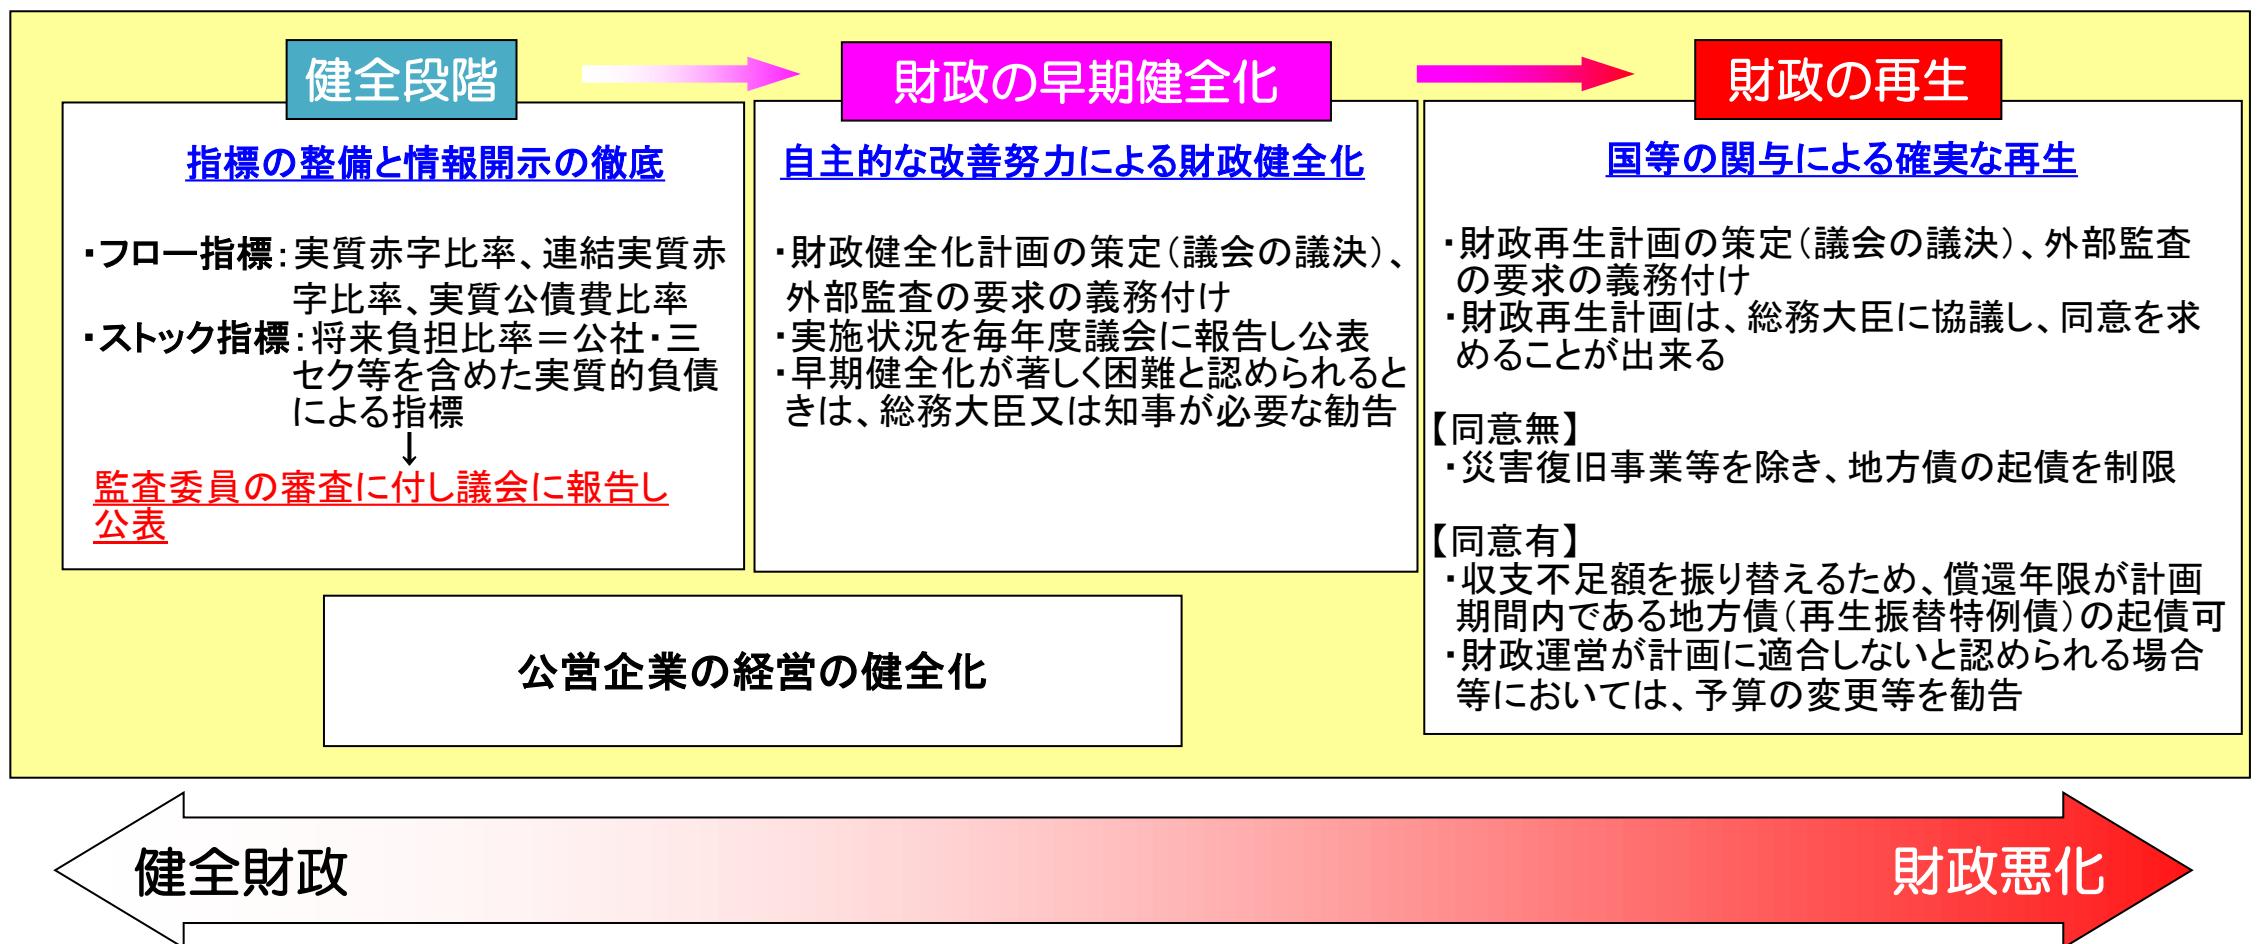 健全段階
指標の整備と情報開示の徹底
・フロー指標：実質赤字比率、連結実質赤
字比率、実質公債費比率
・ストック指標：将来負担比率＝公社・三
セク等を含めた実質的負債
による指標
↓
監査委員の審査に付し議会に報告し
公表
財政の早期健全化
自主的な改善努力による財政健全化
・財政健全化計画の策定（議会の議決）、
外部監査の要求の義務付け
・実施状況を毎年度議会に報告し公表
・早期健全化が著しく困難と認められると
きは、総務大臣又は知事が必要な勧告
財政の再生
国等の関与による確実な再生
・財政再生計画の策定（議会の議決）、外部監査
の要求の義務付け
・財政再生計画は、総務大臣に協議し、同意を求
めることが出来る
【同意無】
・災害復旧事業等を除き、地方債の起債を制限
【同意有】
・収支不足額を振り替えるため、償還年限が計画
期間内である地方債（再生振替特例債）の起債可
・財政運営が計画に適合しないと認められる場合
等においては、予算の変更等を勧告
公営企業の経営の健全化
健全財政
財政悪化